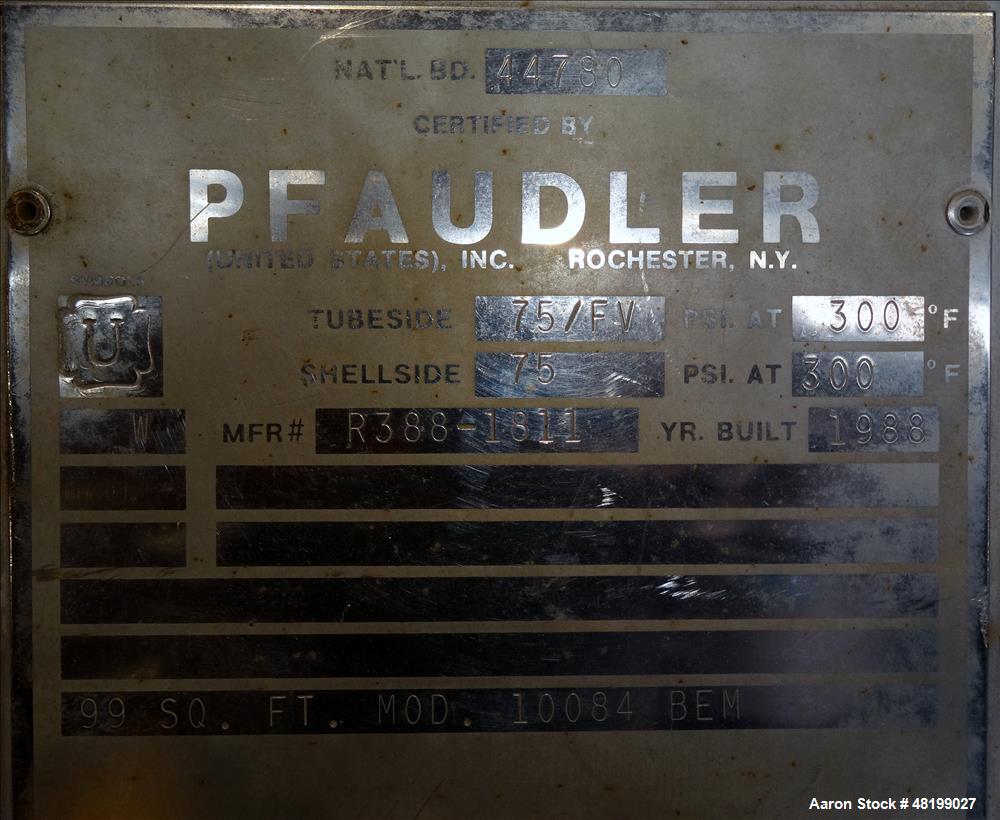 NAT'L. BD. 44780
CERTIFIED BY
PFAUDLER
(UNITED STATES), INC. ROCHESTER, N.Y.
SYMBOLS
U
TUBESIDE 75/FV PSI. AT 300 °F
SHELLSIDE 75 PSI. AT 300 °F
W MFR# R388-1811 YR. BUILT 1988
99 SQ. FT. MOD. 10084 BEM
Aaron Stock # 48199027